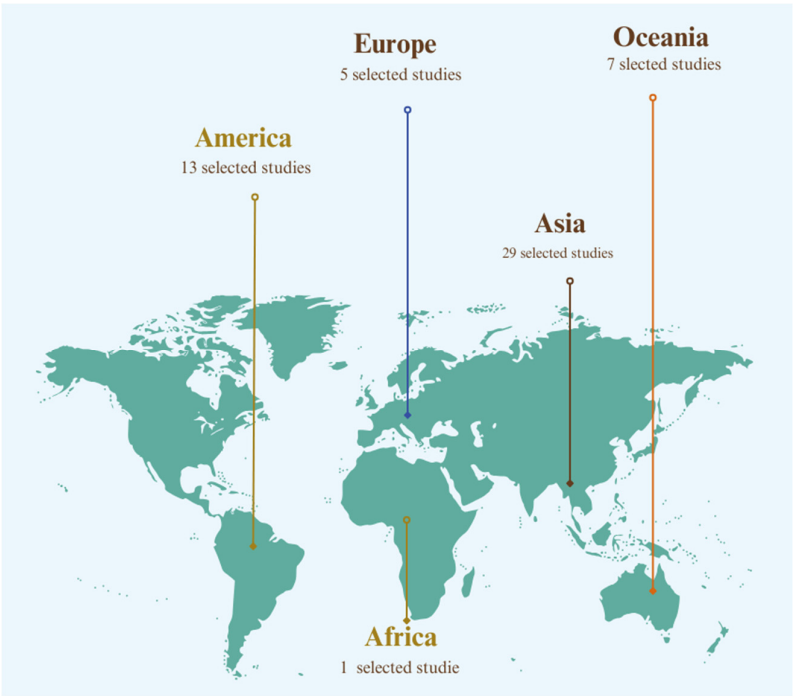 Europe
5 selected studies
Oceania
7 slected studies
America
13 selected studies
Asia
29 selected studies
Africa
1 selected studie